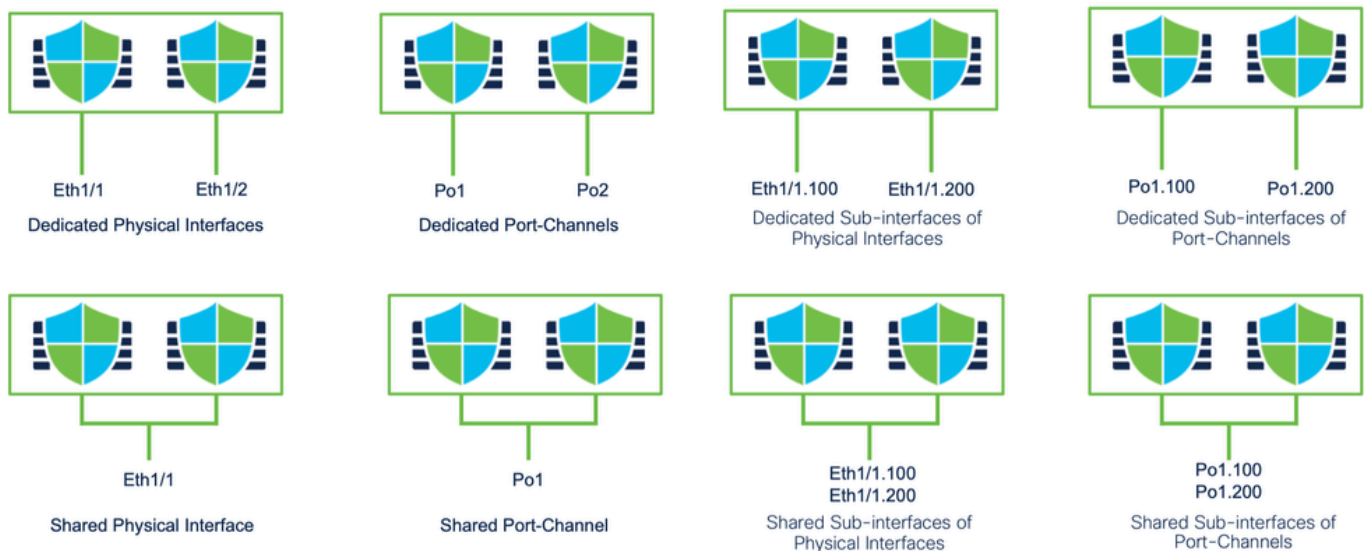 Eth1/1
Eth1/2
Dedicated Physical Interfaces
Po1
Po2
Dedicated Port-Channels
Eth1/1.100
Eth1/1.200
Dedicated Sub-interfaces of
Physical Interfaces
Po1.100
Po1.200
Dedicated Sub-interfaces of
Port-Channels
Eth1/1
Shared Physical Interface
Po1
Shared Port-Channel
Eth1/1.100
Eth1/1.200
Shared Sub-interfaces of
Physical Interfaces
Po1.100
Po1.200
Shared Sub-interfaces of
Port-Channels